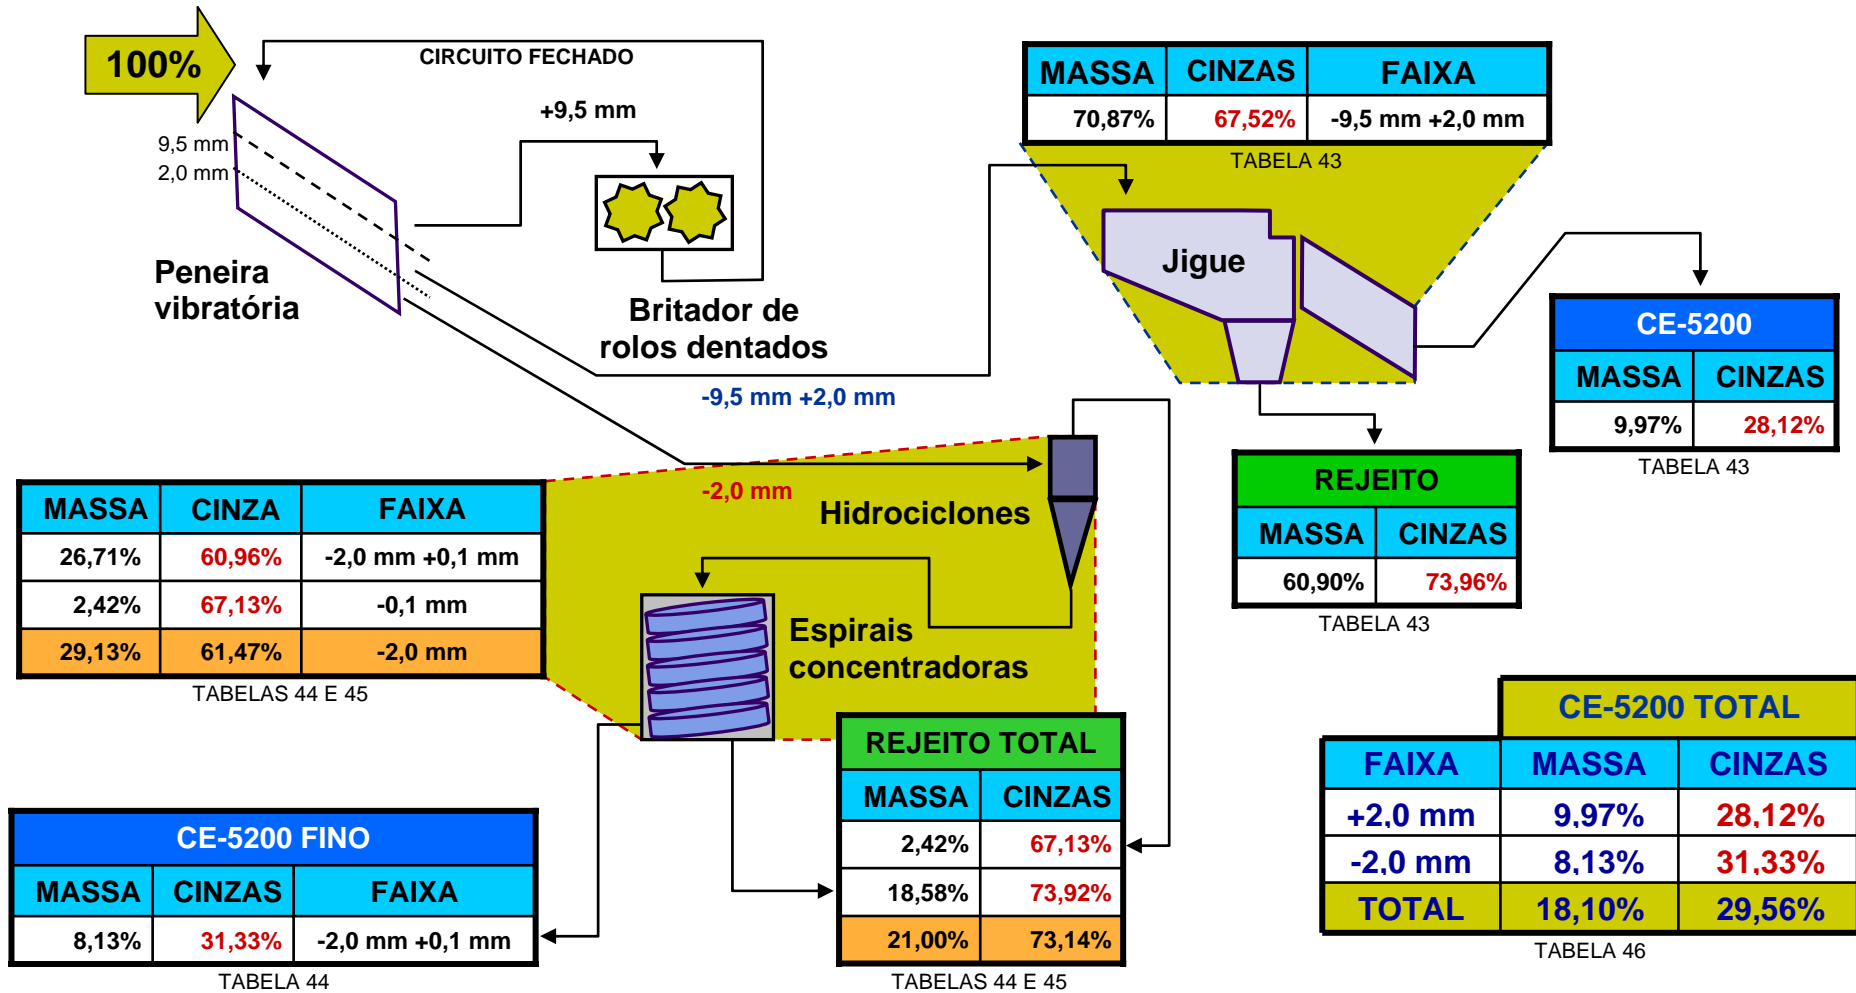 100%
CIRCUITO FECHADO
+9,5 mm
9,5 mm
2,0 mm
Peneira
vibratória
Britador de
rolos dentados
-9,5 mm +2,0 mm
MASSA CINZAS FAIXA
70,87% 67,52% -9,5 mm +2,0 mm
TABELA 43
Jigue
CE-5200
MASSA CINZAS
9,97% 28,12%
TABELA 43
REJEITO
MASSA CINZAS
60,90% 73,96%
TABELA 43
-2,0 mm
Hidrociclones
MASSA CINZA FAIXA
26,71% 60,96% -2,0 mm +0,1 mm
2,42% 67,13% -0,1 mm
29,13% 61,47% -2,0 mm
TABELAS 44 E 45
Espirais
concentradoras
REJEITO TOTAL
MASSA CINZAS
2,42% 67,13%
18,58% 73,92%
21,00% 73,14%
TABELAS 44 E 45
CE-5200 FINO
MASSA CINZAS FAIXA
8,13% 31,33% -2,0 mm +0,1 mm
TABELA 44
CE-5200 TOTAL
FAIXA MASSA CINZAS
+2,0 mm 9,97% 28,12%
-2,0 mm 8,13% 31,33%
TOTAL 18,10% 29,56%
TABELA 46